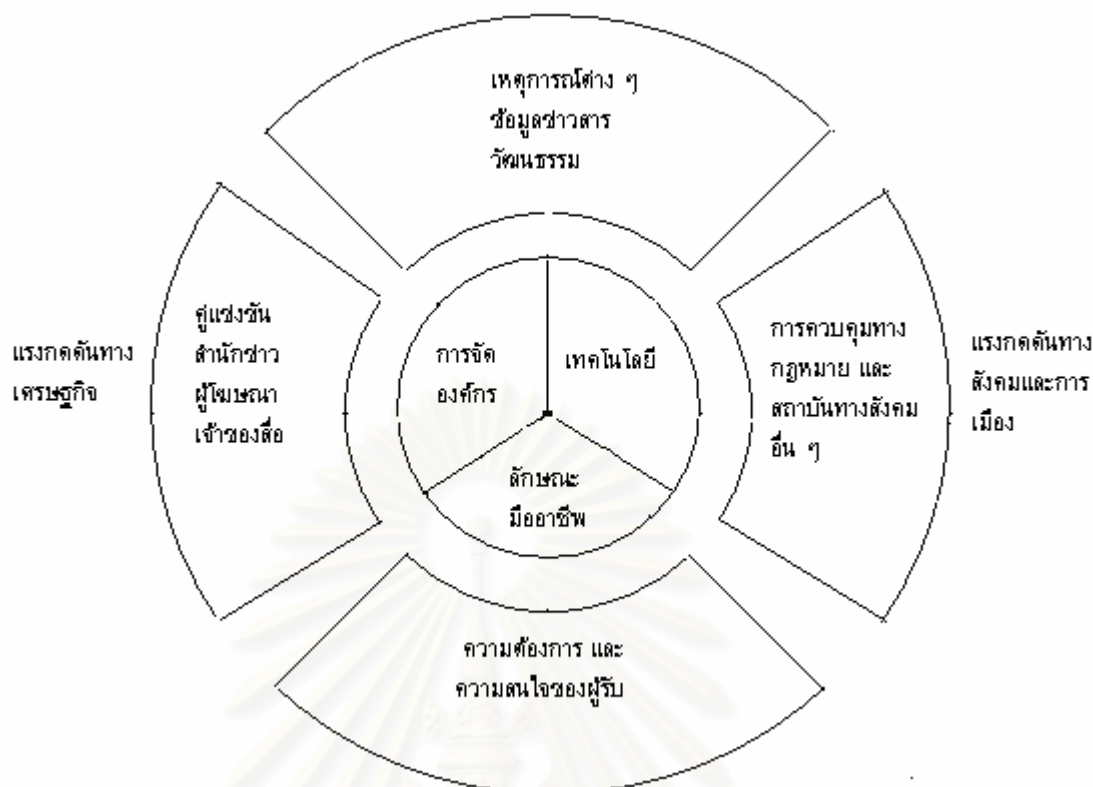 เหตุการณ์ต่าง ๆ
ข้อมูลข่าวสาร
วัฒนธรรม
แรงกดดันทาง
เศรษฐกิจ
คู่แข่งขัน
สำนักข่าว
ผู้โฆษณา
เจ้าของสื่อ
การจัด
องค์กร
เทคโนโลยี
ลักษณะ
มืออาชีพ
การควบคุมทาง
กฎหมาย และ
สถาบันทางสังคม
อื่น ๆ
แรงกดดันทาง
สังคมและการ
เมือง
ความต้องการ และ
ความสนใจของผู้รับ